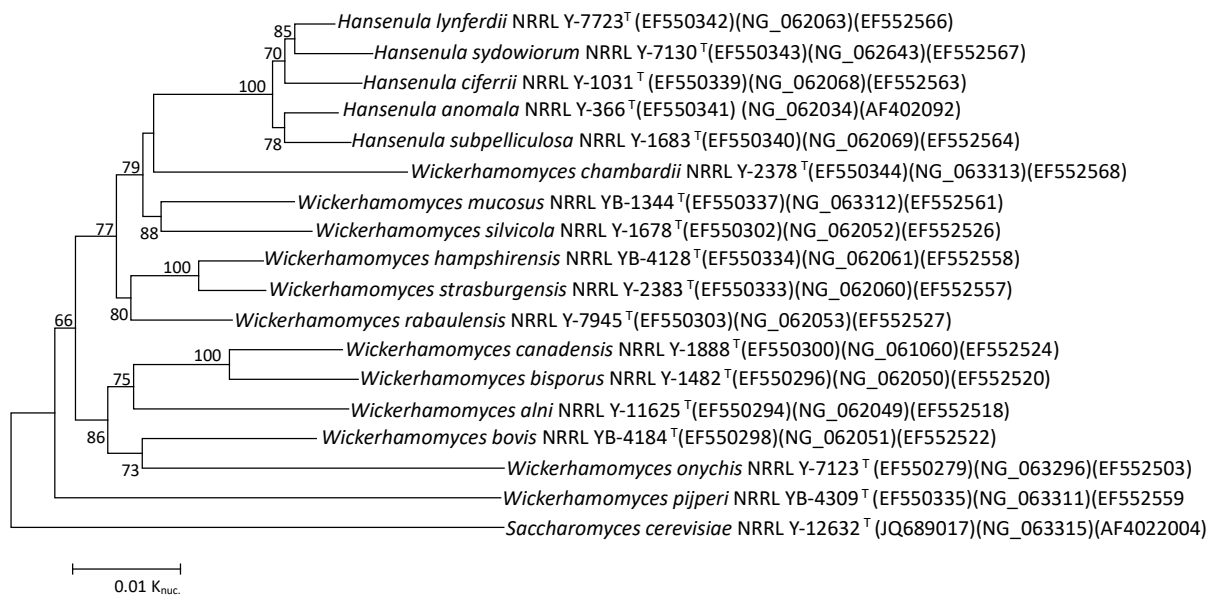 Hansenula lynferdii NRRL Y-7723ᵀ (EF550342)(NG_062063)(EF552566)
85
Hansenula sydowiorum NRRL Y-7130 ᵀ(EF550343)(NG_062643)(EF552567)
70
Hansenula ciferrii NRRL Y-1031 ᵀ(EF550339)(NG_062068)(EF552563)
100
Hansenula anomala NRRL Y-366 ᵀ(EF550341) (NG_062034)(AF402092)
Hansenula subpelliculosa NRRL Y-1683 ᵀ(EF550340)(NG_062069)(EF552564)
78
79
Wickerhamomyces chambardii NRRL Y-2378 ᵀ(EF550344)(NG_063313)(EF552568)
Wickerhamomyces mucosus NRRL YB-1344 ᵀ(EF550337)(NG_063312)(EF552561)
77
88
Wickerhamomyces silvicola NRRL Y-1678 ᵀ(EF550302)(NG_062052)(EF552526)
Wickerhamomyces hampshirensis NRRL YB-4128 ᵀ(EF550334)(NG_062061)(EF552558)
100
Wickerhamomyces strasburgensis NRRL Y-2383 ᵀ(EF550333)(NG_062060)(EF552557)
80
Wickerhamomyces rabaulensis NRRL Y-7945 ᵀ(EF550303)(NG_062053)(EF552527)
66
Wickerhamomyces canadensis NRRL Y-1888 ᵀ(EF550300)(NG_061060)(EF552524)
100
75
Wickerhamomyces bisporus NRRL Y-1482 ᵀ(EF550296)(NG_062050)(EF552520)
Wickerhamomyces alni NRRL Y-11625 ᵀ(EF550294)(NG_062049)(EF552518)
86
Wickerhamomyces bovis NRRL YB-4184 ᵀ(EF550298)(NG_062051)(EF552522)
73
Wickerhamomyces onychis NRRL Y-7123 ᵀ (EF550279)(NG_063296)(EF552503)
Wickerhamomyces pijperi NRRL YB-4309 ᵀ (EF550335)(NG_063311)(EF552559
Saccharomyces cerevisiae NRRL Y-12632 ᵀ (JQ689017)(NG_063315)(AF4022004)
0.01 Knuc.